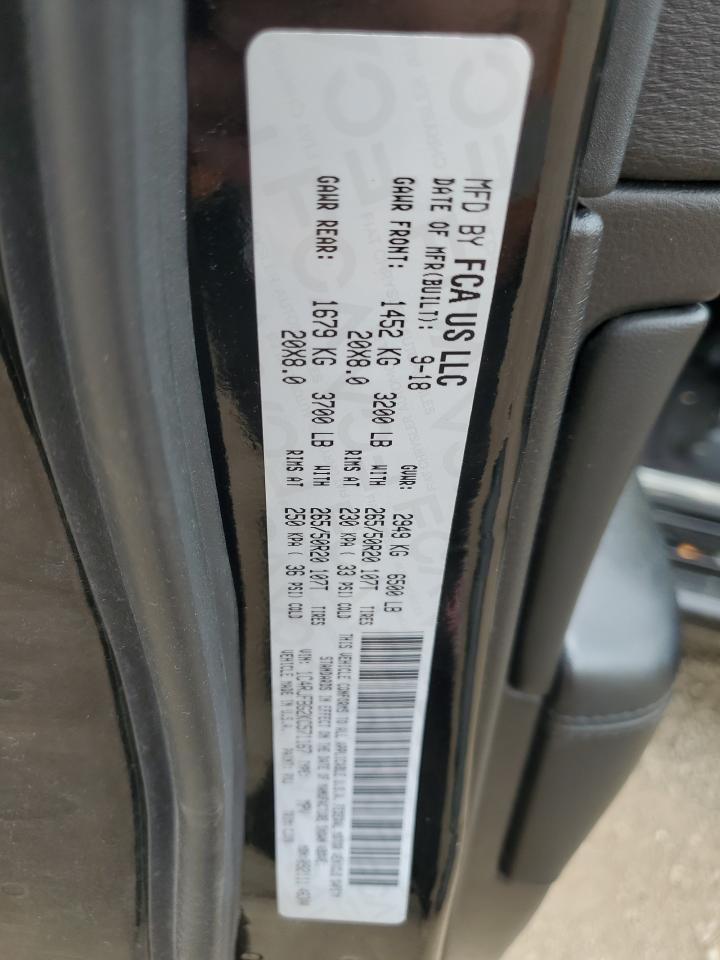 MFD BY FCA US LLC
DATE OF MFR(BUILT): 9-18 GVWR: 2949 KG 6500 LB
GAWR FRONT: 1452 KG 3200 LB WITH 265/50R20 107T TIRES
20X8.0 RIMS AT 230 KPA ( 33 PSI) COLD
GAWR REAR: 1679 KG 3700 LB WITH 265/50R20 107T TIRES
20X8.0 RIMS AT 250 KPA ( 36 PSI) COLD
THIS VEHICLE CONFORMS TO ALL APPLICABLE U.S.A. FEDERAL MOTOR VEHICLE SAFETY
STANDARDS IN EFFECT ON THE DATE OF MANUFACTURE SHOWN ABOVE.
VIN: TYPE: MPV
VEHICLE MADE IN U.S.A. PAINT: